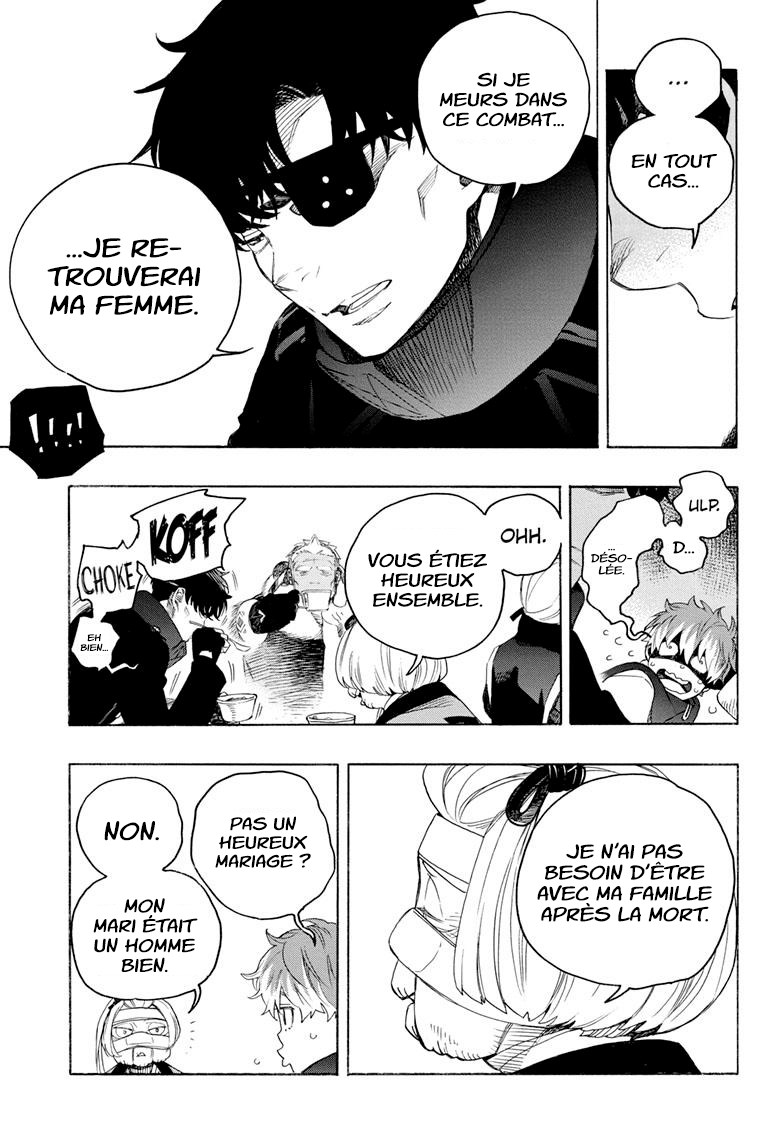 ...
EN TOUT
CAS...
SI JE
MEURS DANS
CE COMBAT...
...JE RE-
TROUVERAI
MA FEMME.
!!!!
ULP.
D...
...
DÉSO-
LÉE.
OHH.
VOUS ÉTIEZ
HEUREUX
ENSEMBLE.
KOFF
CHOKE
EH
BIEN...
JE N'AI PAS
BESOIN D'ÊTRE
AVEC MA FAMILLE
APRÈS LA MORT.
PAS UN
HEUREUX
MARIAGE ?
NON.
MON
MARI ÉTAIT
UN HOMME
BIEN.